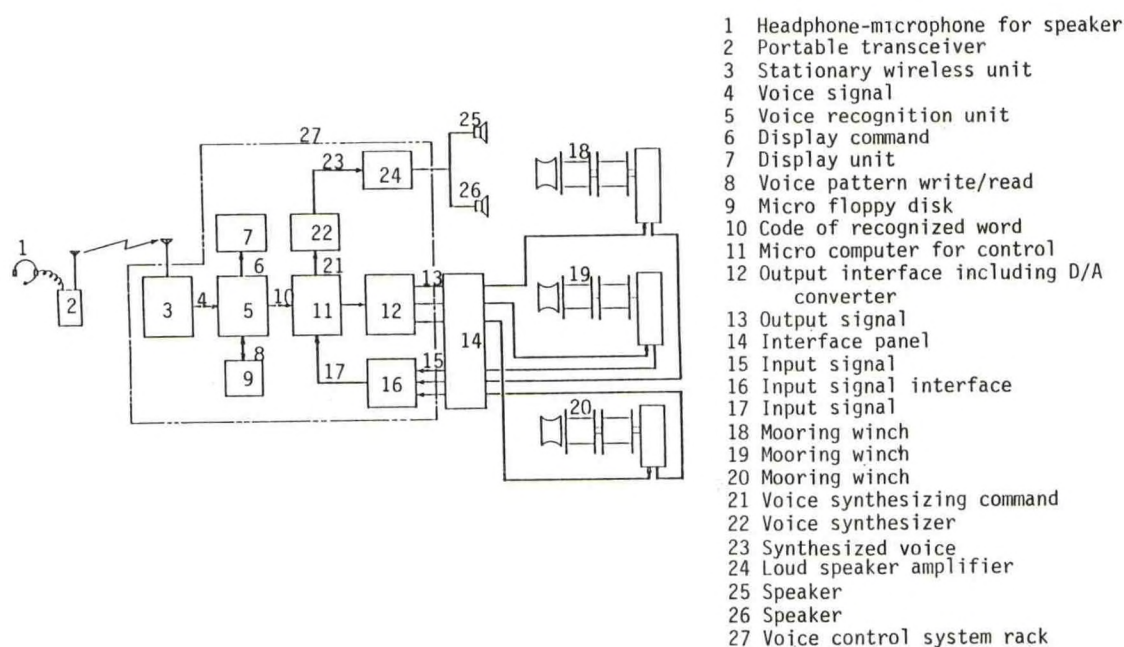 1 Headphone-microphone for speaker
2 Portable transceiver
3 Stationary wireless unit
4 Voice signal
5 Voice recognition unit
6 Display command
7 Display unit
8 Voice pattern write/read
9 Micro floppy disk
10 Code of recognized word
11 Micro computer for control
12 Output interface including D/A
converter
13 Output signal
14 Interface panel
15 Input signal
16 Input signal interface
17 Input signal
18 Mooring winch
19 Mooring winch
20 Mooring winch
21 Voice synthesizing command
22 Voice synthesizer
23 Synthesized voice
24 Loud speaker amplifier
25 Speaker
26 Speaker
27 Voice control system rack
25
27
18
23
24
26
7
22
1
6
21
13
19
2
3
4
5
10
11
12
14
8
17
15
9
16
20